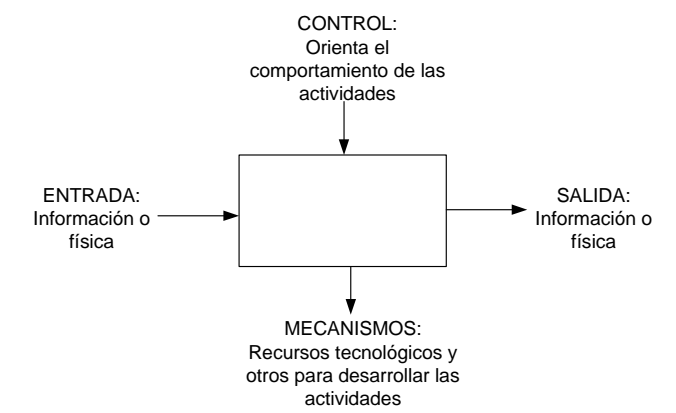 CONTROL:
Orienta el
comportamiento de las
actividades
ENTRADA:
Información o
física
SALIDA:
Información o
física
MECANISMOS:
Recursos tecnológicos y
otros para desarrollar las
actividades